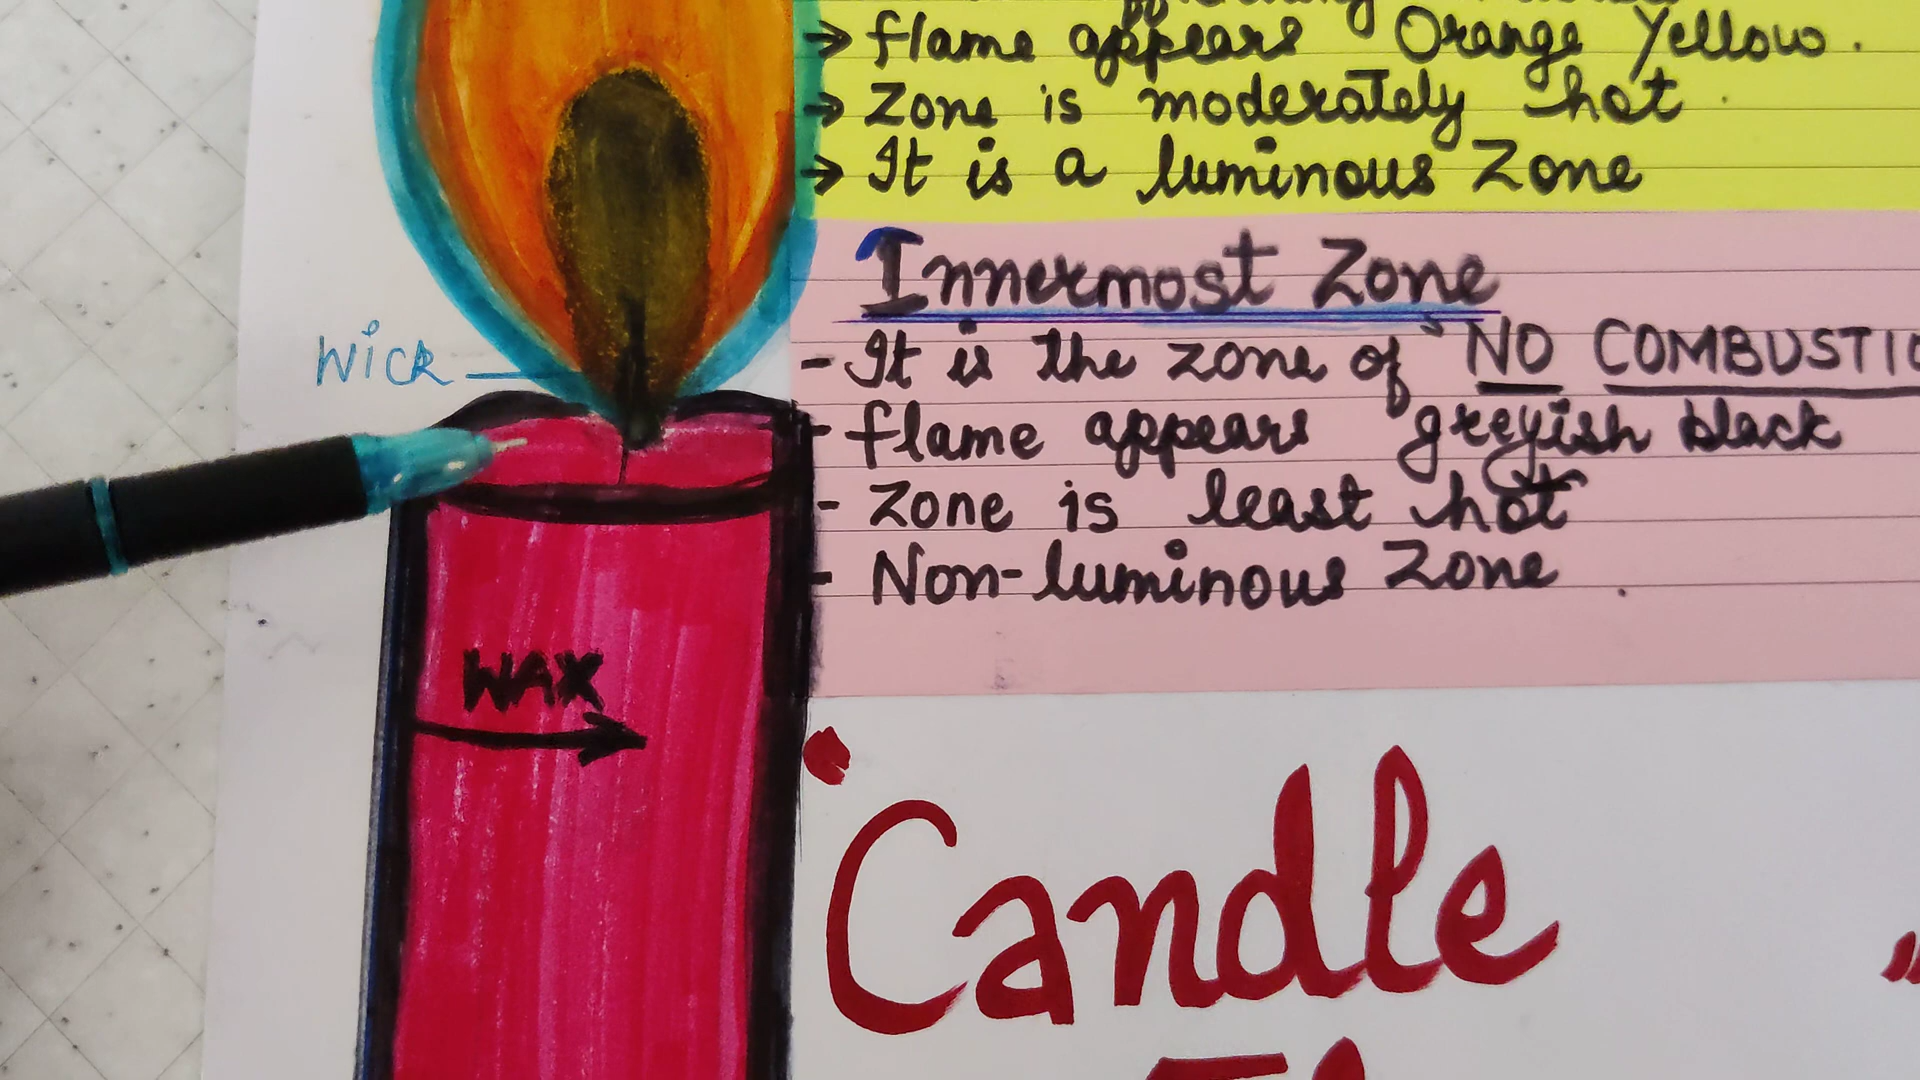 → flame appears Orange Yellow.
→ Zone is moderately hot
→ It is a luminous Zone
Innermost Zone
- It is the zone of NO COMBUSTIO
- flame appears greyish black
- Zone is least hot
- Non-luminous Zone
Wick
WAX
Candle